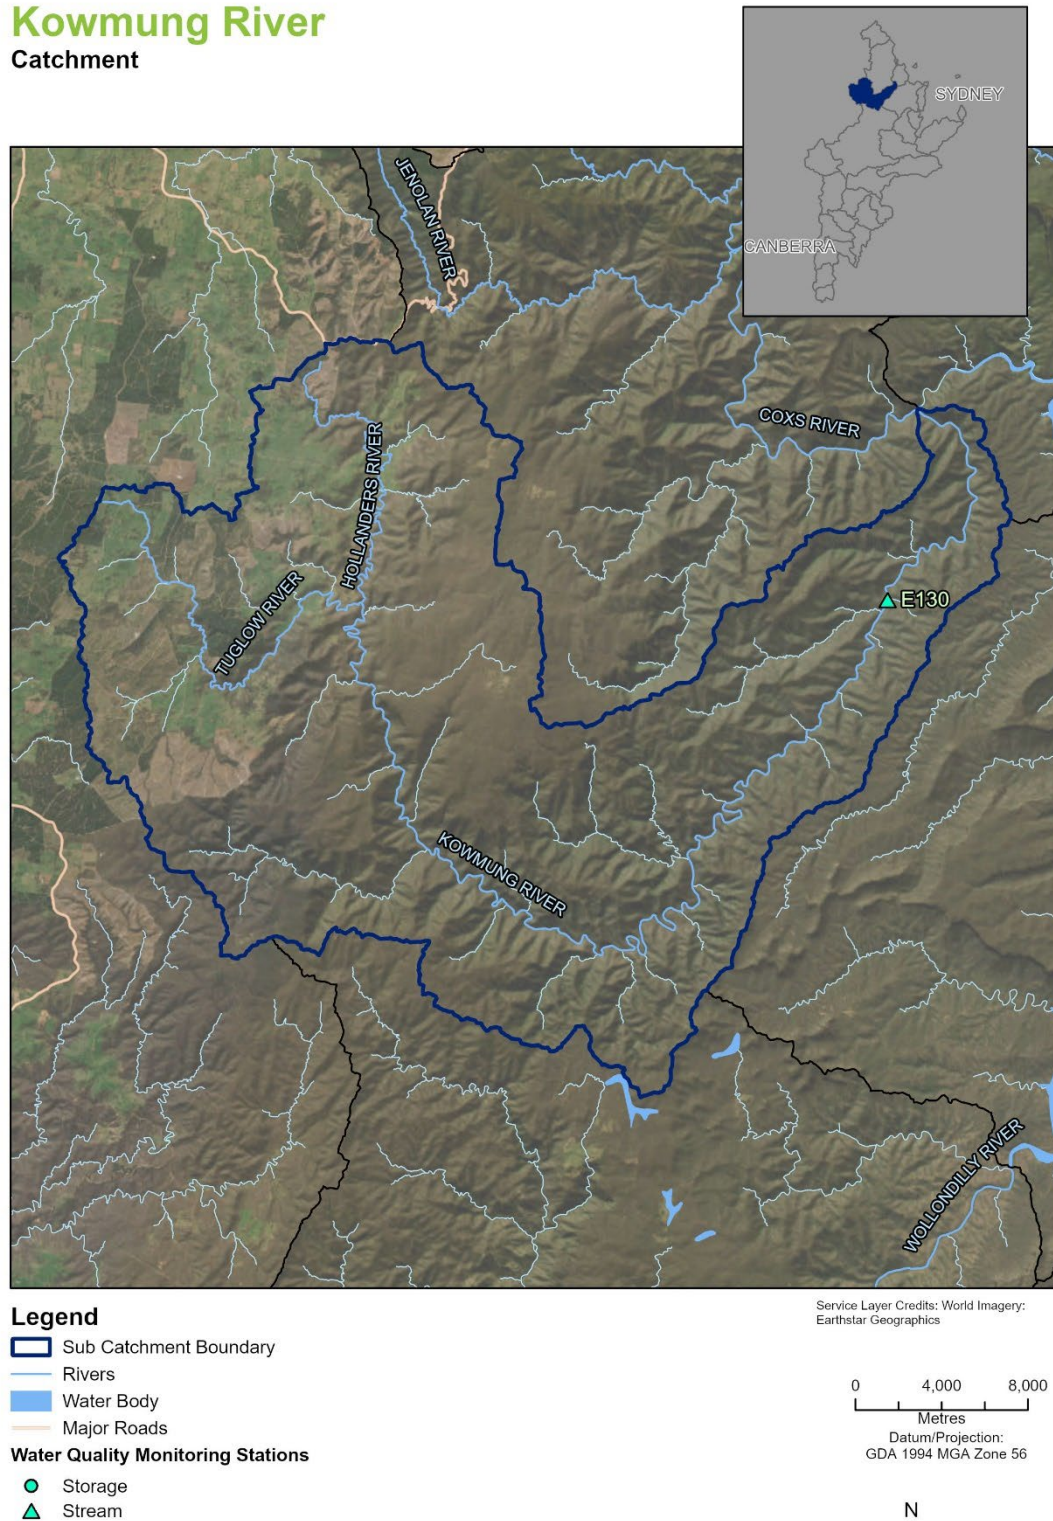 Kowmung River
Catchment
SYDNEY
CANBERRA
JENOLAN RIVER
COXS RIVER
HOLLANDERS RIVER
TUGLOW RIVER
E130
KOWMUNG RIVER
WOLLONDILLY RIVER
Legend
Sub Catchment Boundary
Rivers
Water Body
Major Roads
Water Quality Monitoring Stations
Storage
Stream
Service Layer Credits: World Imagery:
Earthstar Geographics
0 4,000 8,000
Metres
Datum/Projection:
GDA 1994 MGA Zone 56
N